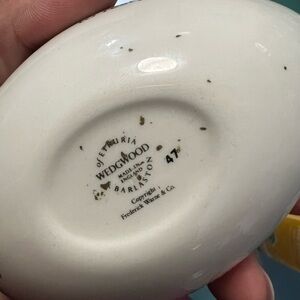 of ETRURIA &
WEDGWOOD
MADE IN
ENGLAND
BARLASTON
47
Copyright
Frederick Warne & Co.